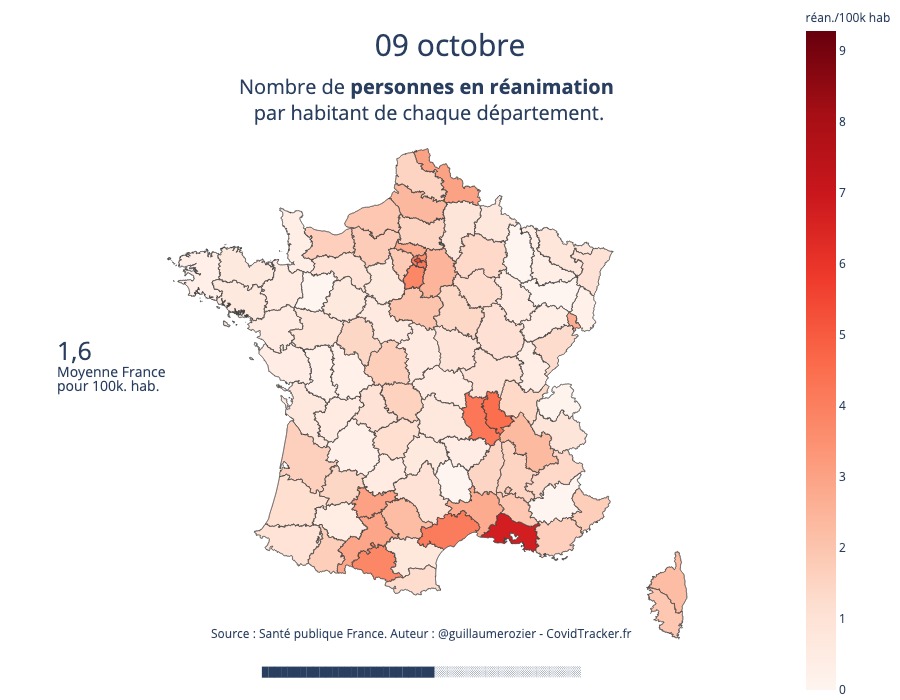 réan./100k hab
09 octobre
Nombre de personnes en réanimation
par habitant de chaque département.
9
8
7
6
5
4
3
2
1
0
1,6
Moyenne France
pour 100k. hab.
Source : Santé publique France. Auteur : @guillaumerozier - CovidTracker.fr